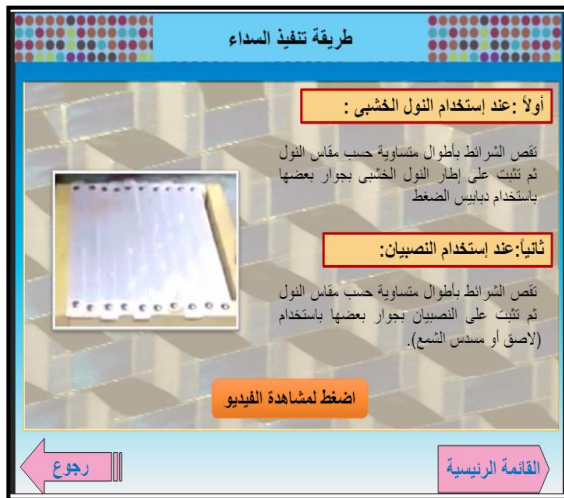 طريقة تنفيذ السداء
أولاً :عند إستخدام النول الخشبى :
تقص الشرائط بأطوال متساوية حسب مقاس النول
ثم تثبت على إطار النول الخشبى بجوار بعضها
باستخدام دبابيس الضغط
ثانياً:عند إستخدام النصبيان:
تقص الشرائط بأطوال متساوية حسب مقاس النول
ثم تثبت على النصبيان بجوار بعضها باستخدام
(لاصق أو مسدس الشمع).
اضغط لمشاهدة الفيديو
القائمة الرئيسية
رجوع